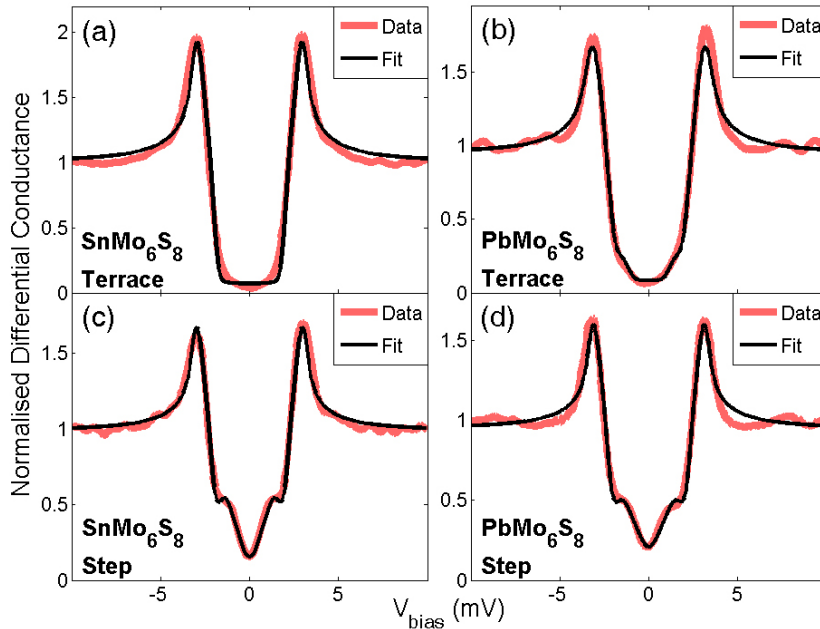 Normalised Differential Conductance
(a)
Data
Fit
2
1.5
1
0.5
0
SnMo6S8
Terrace
(b)
Data
Fit
1.5
1
0.5
0
PbMo6S8
Terrace
(c)
Data
Fit
1.5
1
0.5
0
SnMo6S8
Step
-5 0 5
(d)
Data
Fit
1.5
1
0.5
0
PbMo6S8
Step
-5 0 5
Vbias (mV)